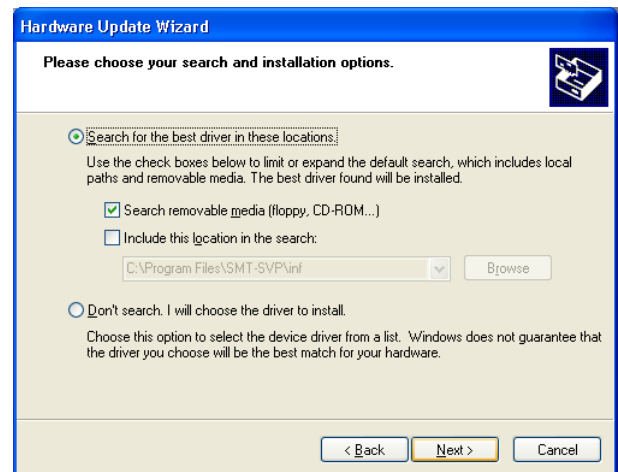 Hardware Update Wizard
Please choose your search and installation options.
Search for the best driver in these locations.
Use the check boxes below to limit or expand the default search, which includes local
paths and removable media. The best driver found will be installed.
Search removable media (floppy, CD-ROM...)
Include this location in the search:
C:\Program Files\SMT-SVP\inf
Browse
Don't search. I will choose the driver to install.
Choose this option to select the device driver from a list. Windows does not guarantee that
the driver you choose will be the best match for your hardware.
< Back Next > Cancel